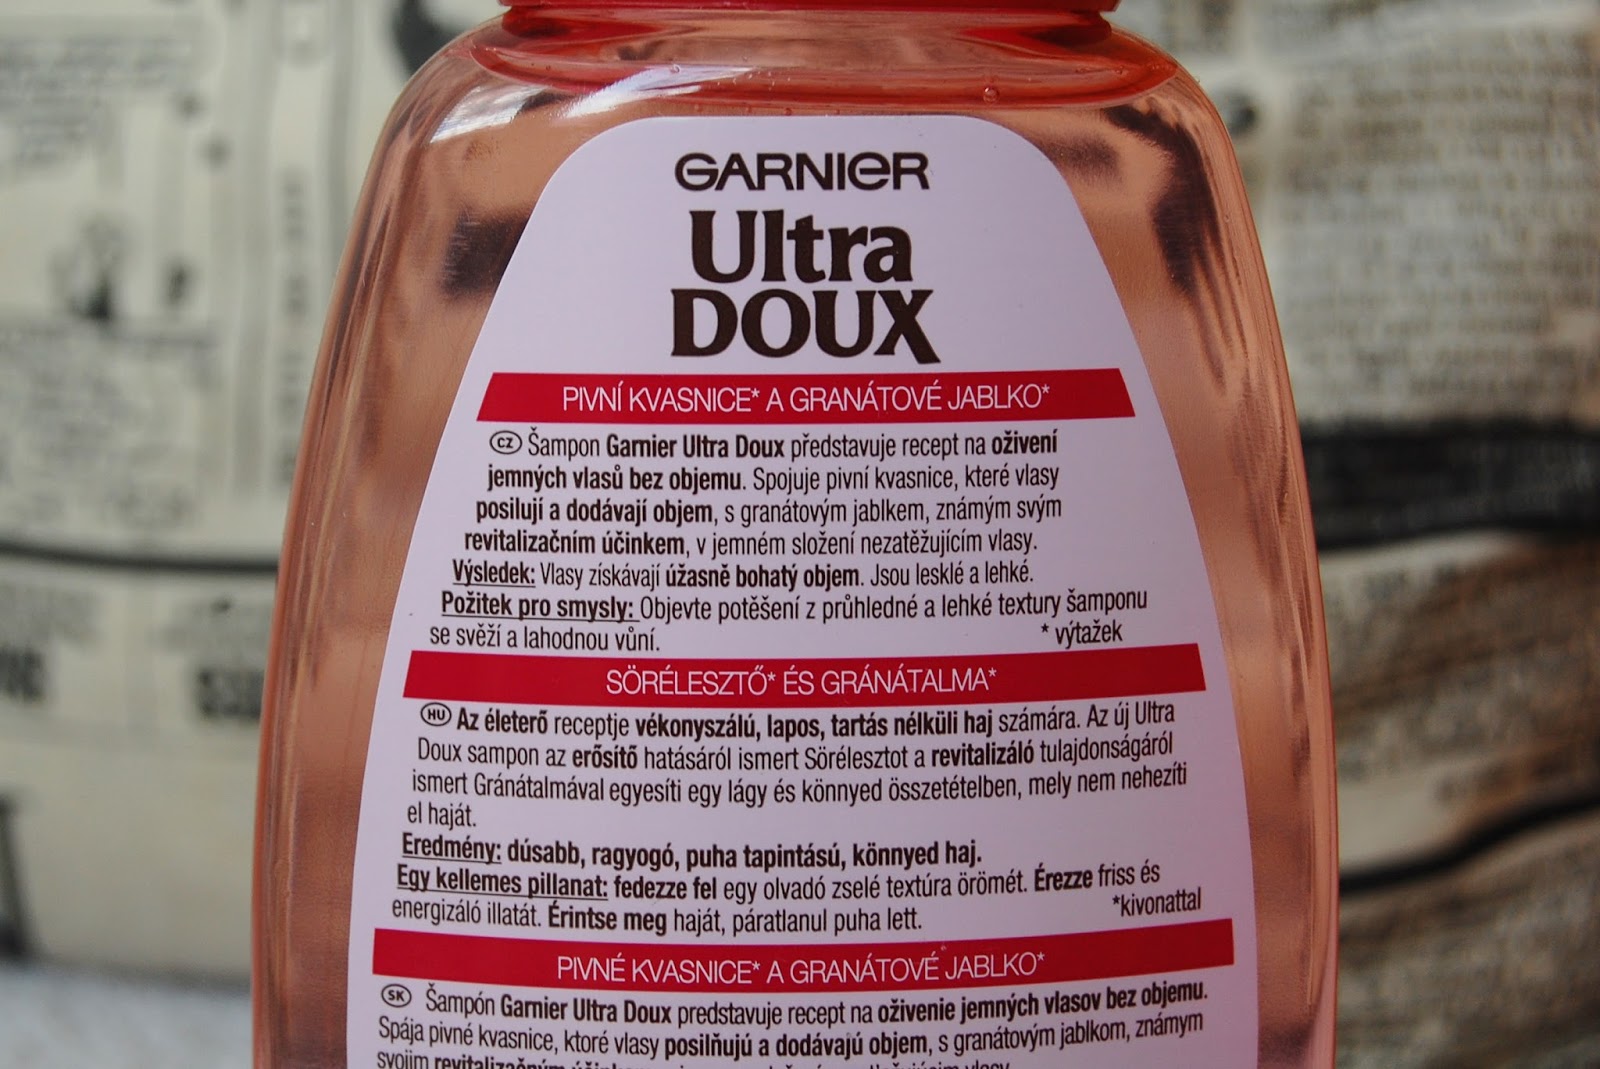 GARNIER
Ultra
DOUX
PIVNÍ KVASNICE* A GRANÁTOVÉ JABLKO*
CZ Šampon Garnier Ultra Doux představuje recept na oživení
jemných vlasů bez objemu. Spojuje pivní kvasnice, které vlasy
posilují a dodávají objem, s granátovým jablkem, známým svým
revitalizačním účinkem, v jemném složení nezatěžujícím vlasy.
Výsledek: Vlasy získávají úžasně bohatý objem. Jsou lesklé a lehké.
Požitek pro smysly: Objevte potěšení z průhledné a lehké textury šamponu
se svěží a lahodnou vůní. * výtažek
SÖRÉLESZTŐ* ÉS GRÁNÁTALMA*
HU Az életerő receptje vékonyszálú, lapos, tartás nélküli haj számára. Az új Ultra
Doux sampon az erősítő hatásáról ismert Sörélesztot a revitalizáló tulajdonságáról
ismert Gránátalmával egyesíti egy lágy és könnyed összetételben, mely nem nehezíti
el haját.
Eredmény: dúsabb, ragyogó, puha tapintású, könnyed haj.
Egy kellemes pillanat: fedezze fel egy olvadó zselé textúra örömét. Érezze friss és
energizáló illatát. Érintse meg haját, páratlanul puha lett. *kivonattal
PIVNÉ KVASNICE* A GRANÁTOVÉ JABLKO*
SK Šampón Garnier Ultra Doux predstavuje recept na oživenie jemných vlasov bez objemu.
Spája pivné kvasnice, ktoré vlasy posilňujú a dodávajú objem, s granátovým jablkom, známym
svojim revitalizačným